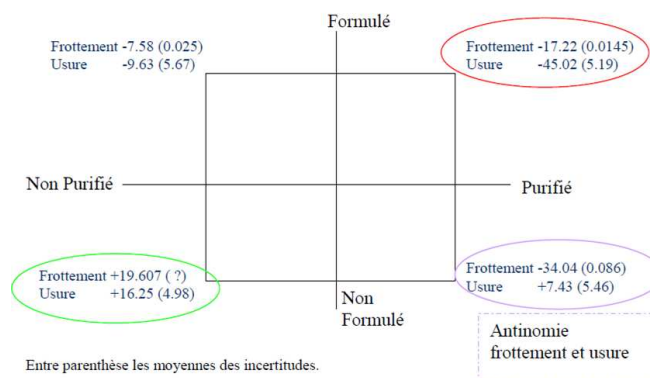 Formulé
Frottement -7.58 (0.025)
Usure -9.63 (5.67)
Frottement -17.22 (0.0145)
Usure -45.02 (5.19)
Non Purifié
Purifié
Frottement +19.607 ( ?)
Usure +16.25 (4.98)
Non
Formulé
Frottement -34.04 (0.086)
Usure +7.43 (5.46)
Antinomie
frottement et usure
Entre parenthèse les moyennes des incertitudes.